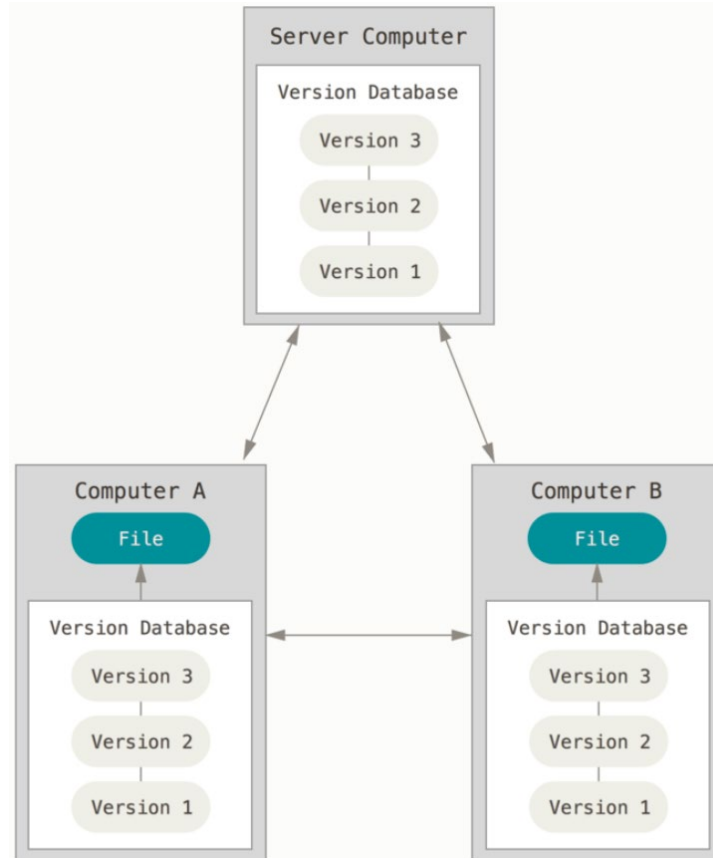 Server Computer
Version Database
Version 3
Version 2
Version 1
Computer A
File
Version Database
Version 3
Version 2
Version 1
Computer B
File
Version Database
Version 3
Version 2
Version 1